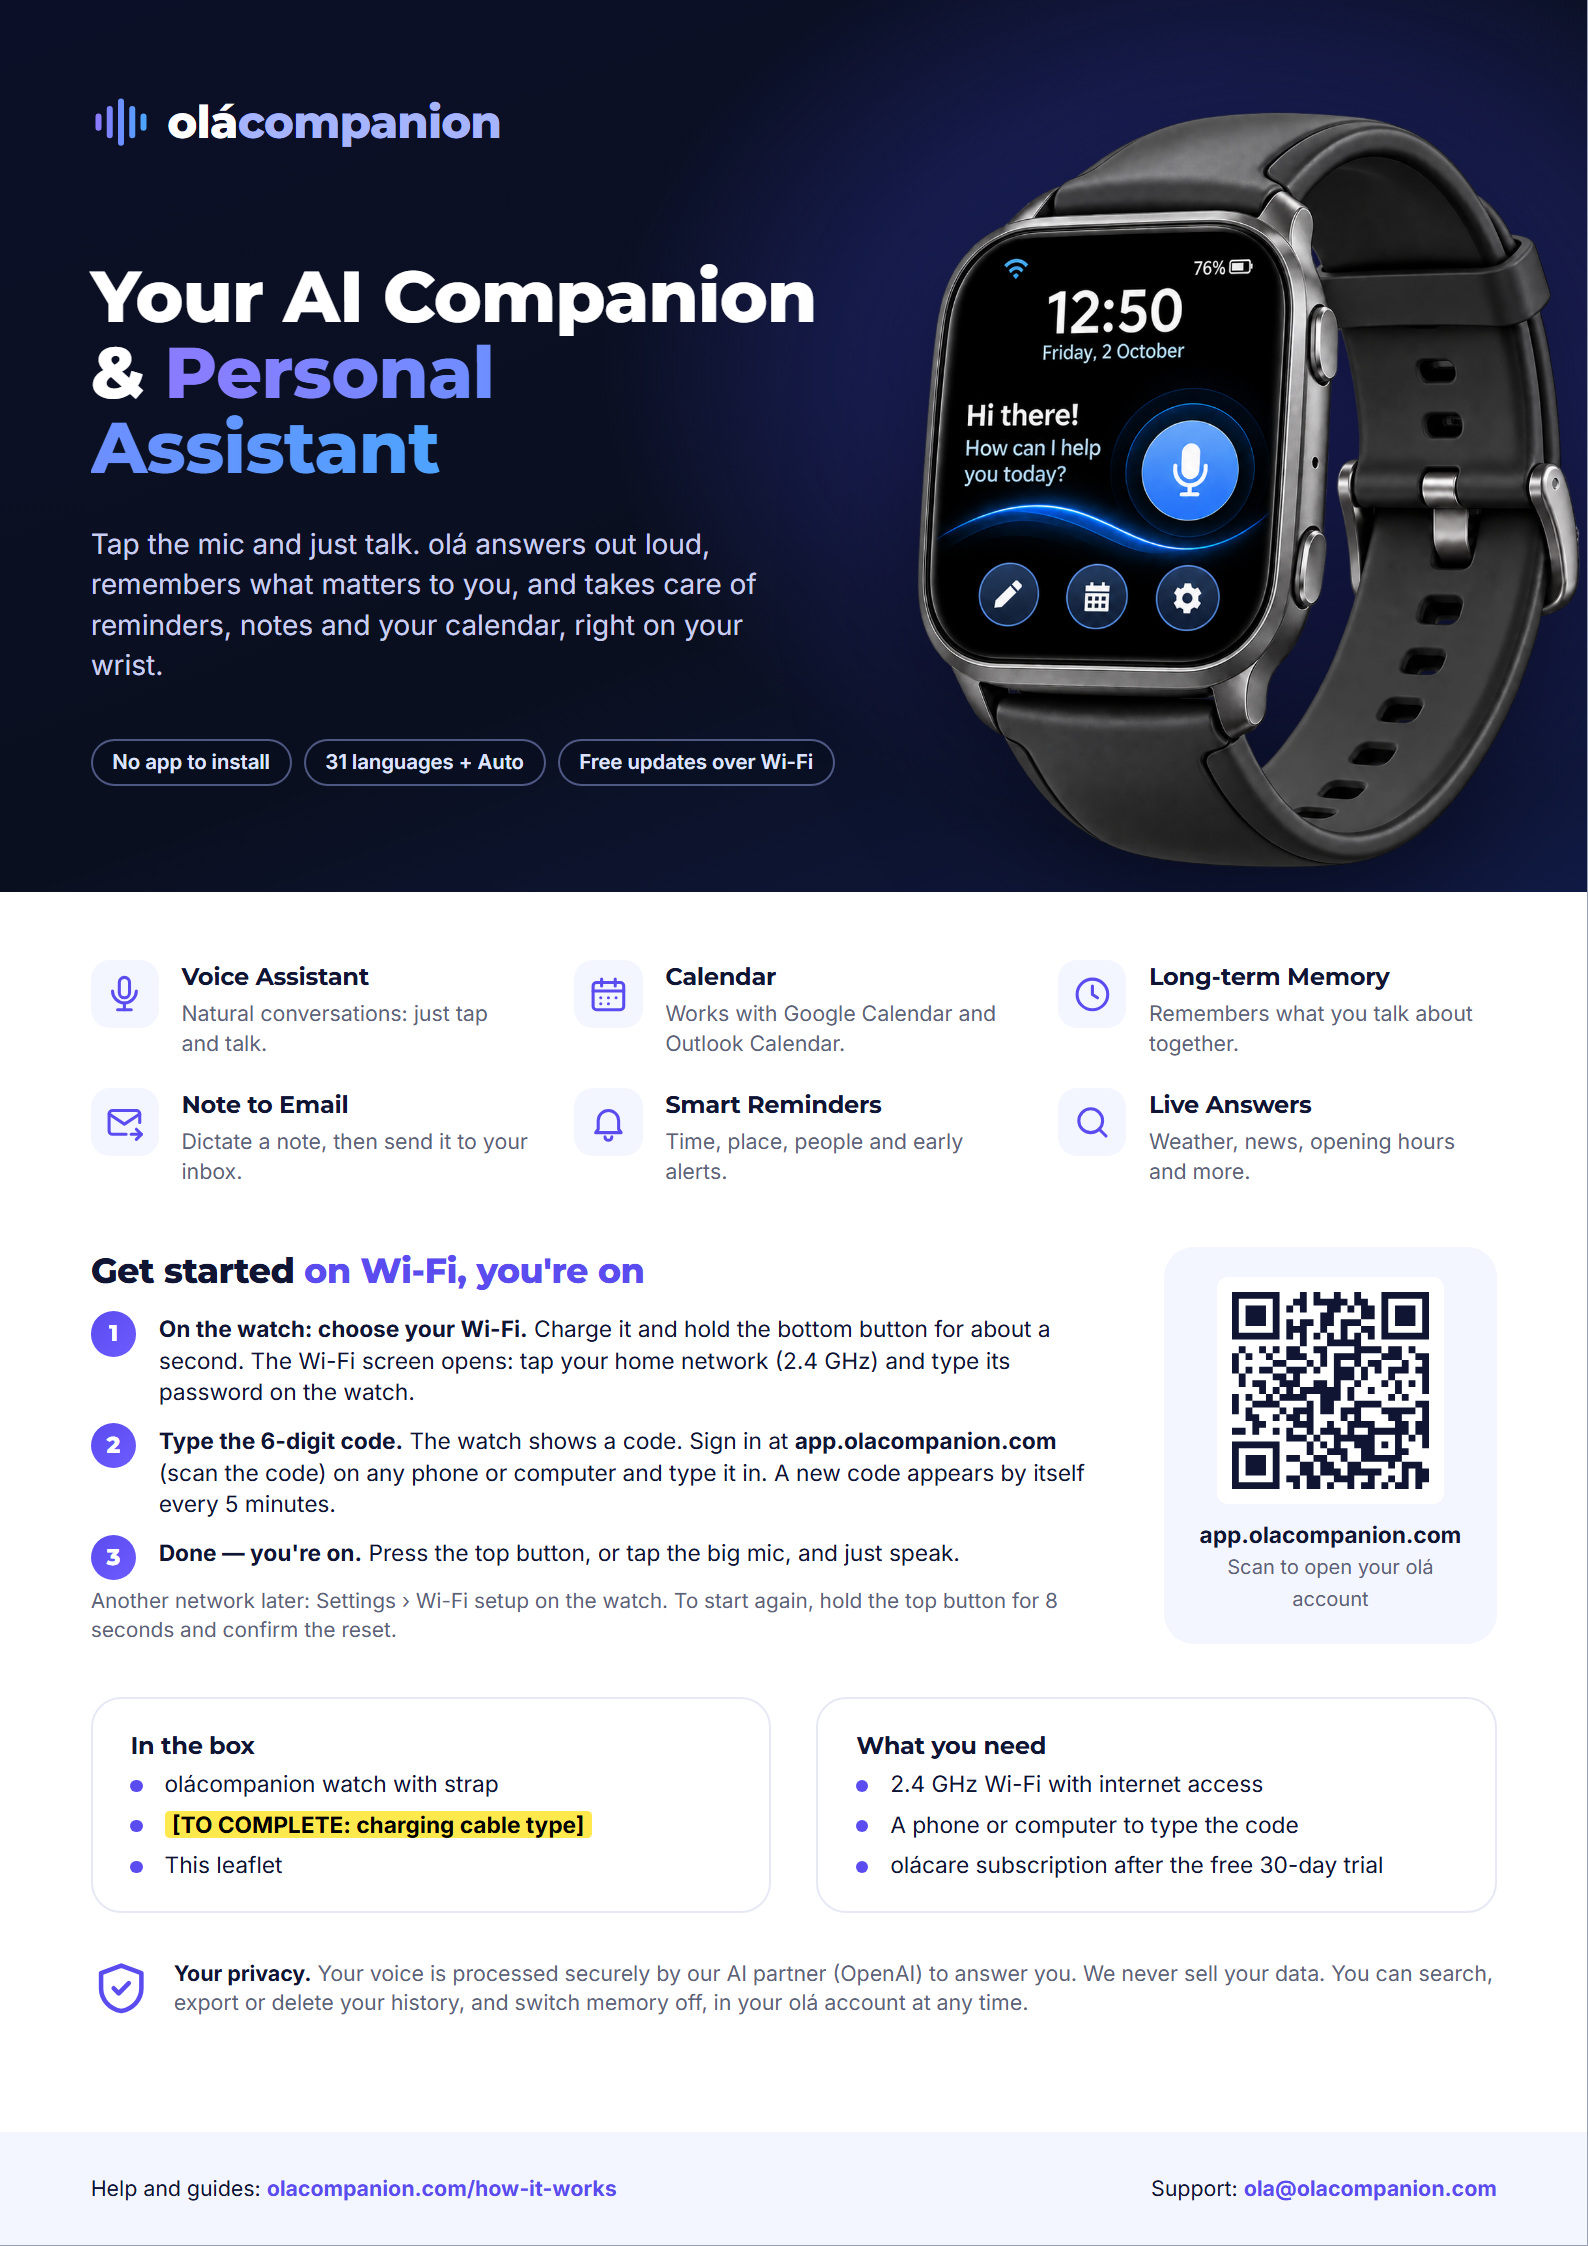 olácompanion
Your AI Companion
& Personal
Assistant
Tap the mic and just talk. olá answers out loud,
remembers what matters to you, and takes care of
reminders, notes and your calendar, right on your
wrist.
No app to install
31 languages + Auto
Free updates over Wi-Fi
76%
12:50
Friday, 2 October
Hi there!
How can I help
you today?
Voice Assistant
Natural conversations: just tap
and talk.
Calendar
Works with Google Calendar and
Outlook Calendar.
Long-term Memory
Remembers what you talk about
together.
Note to Email
Dictate a note, then send it to your
inbox.
Smart Reminders
Time, place, people and early
alerts.
Live Answers
Weather, news, opening hours
and more.
Get started on Wi-Fi, you're on
1
On the watch: choose your Wi-Fi. Charge it and hold the bottom button for about a
second. The Wi-Fi screen opens: tap your home network (2.4 GHz) and type its
password on the watch.
2
Type the 6-digit code. The watch shows a code. Sign in at app.olacompanion.com
(scan the code) on any phone or computer and type it in. A new code appears by itself
every 5 minutes.
3
Done — you're on. Press the top button, or tap the big mic, and just speak.
Another network later: Settings › Wi-Fi setup on the watch. To start again, hold the top button for 8
seconds and confirm the reset.
app.olacompanion.com
Scan to open your olá
account
In the box
olácompanion watch with strap
[TO COMPLETE: charging cable type]
This leaflet
What you need
2.4 GHz Wi-Fi with internet access
A phone or computer to type the code
olácare subscription after the free 30-day trial
Your privacy. Your voice is processed securely by our AI partner (OpenAI) to answer you. We never sell your data. You can search,
export or delete your history, and switch memory off, in your olá account at any time.
Help and guides: olacompanion.com/how-it-works
Support: ola@olacompanion.com